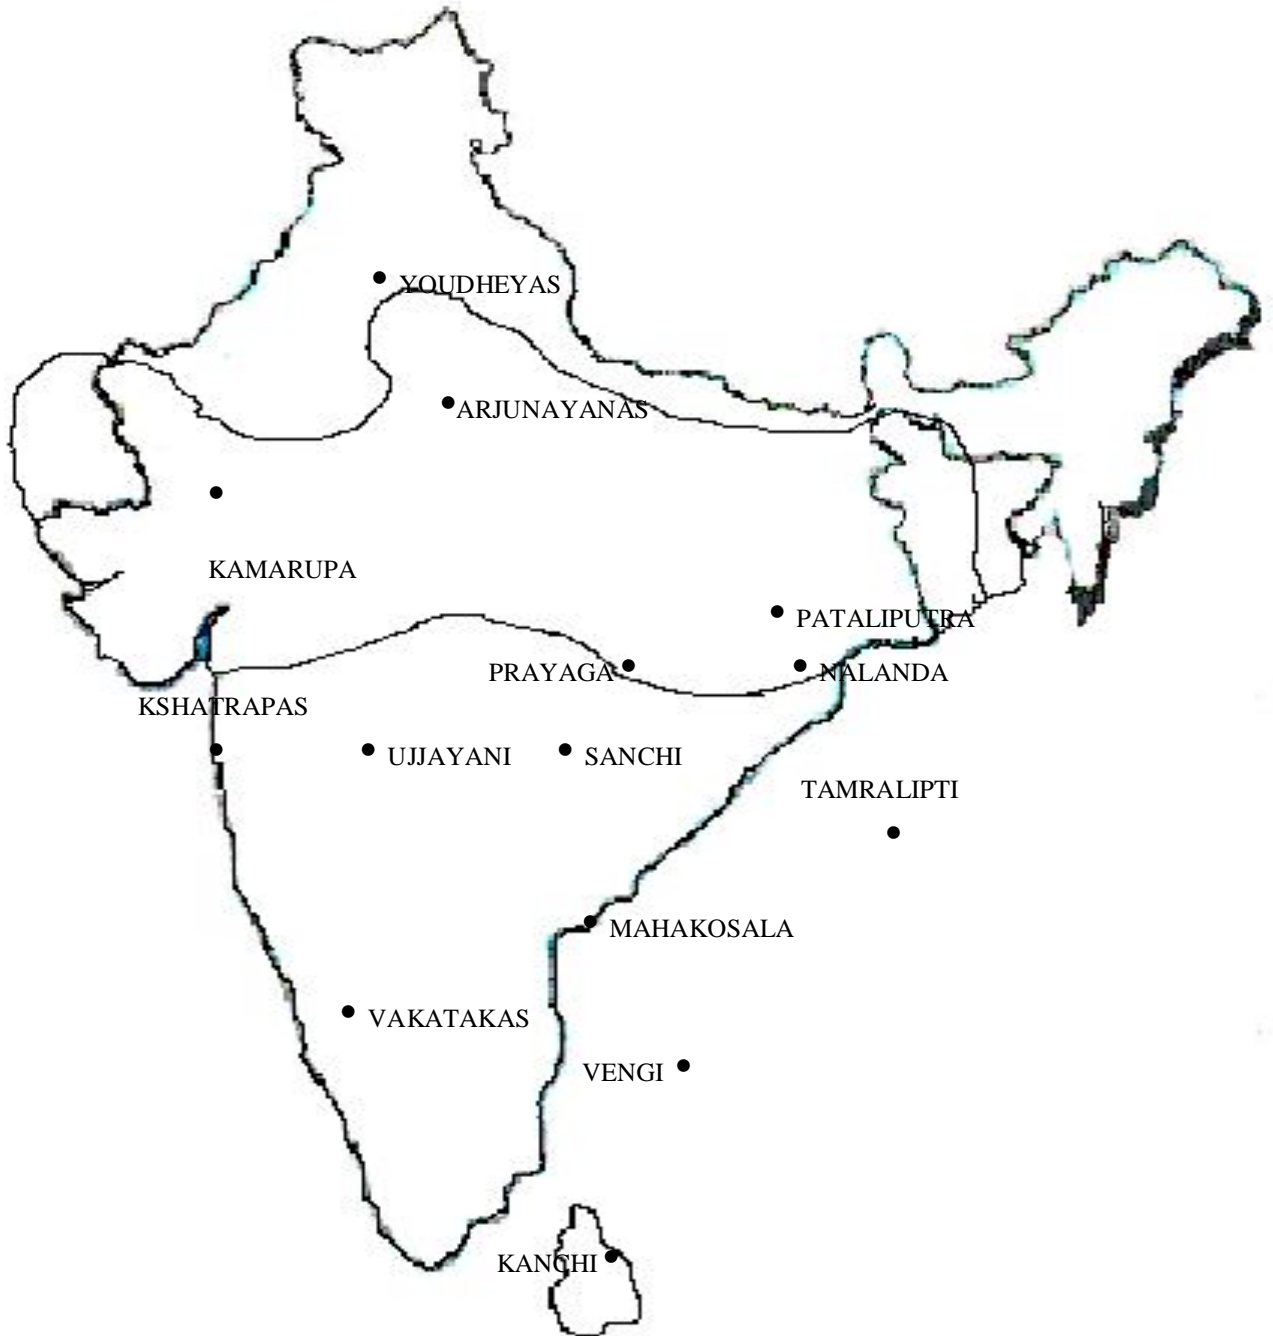 YOUDHEYAS
ARJUNAYANAS
KAMARUPA
PATALIPUTRA
PRAYAGA
NALANDA
KSHATRAPAS
UJJAYANI
SANCHI
TAMRALIPTI
MAHAKOSALA
VAKATAKAS
VENGI
KANCHI